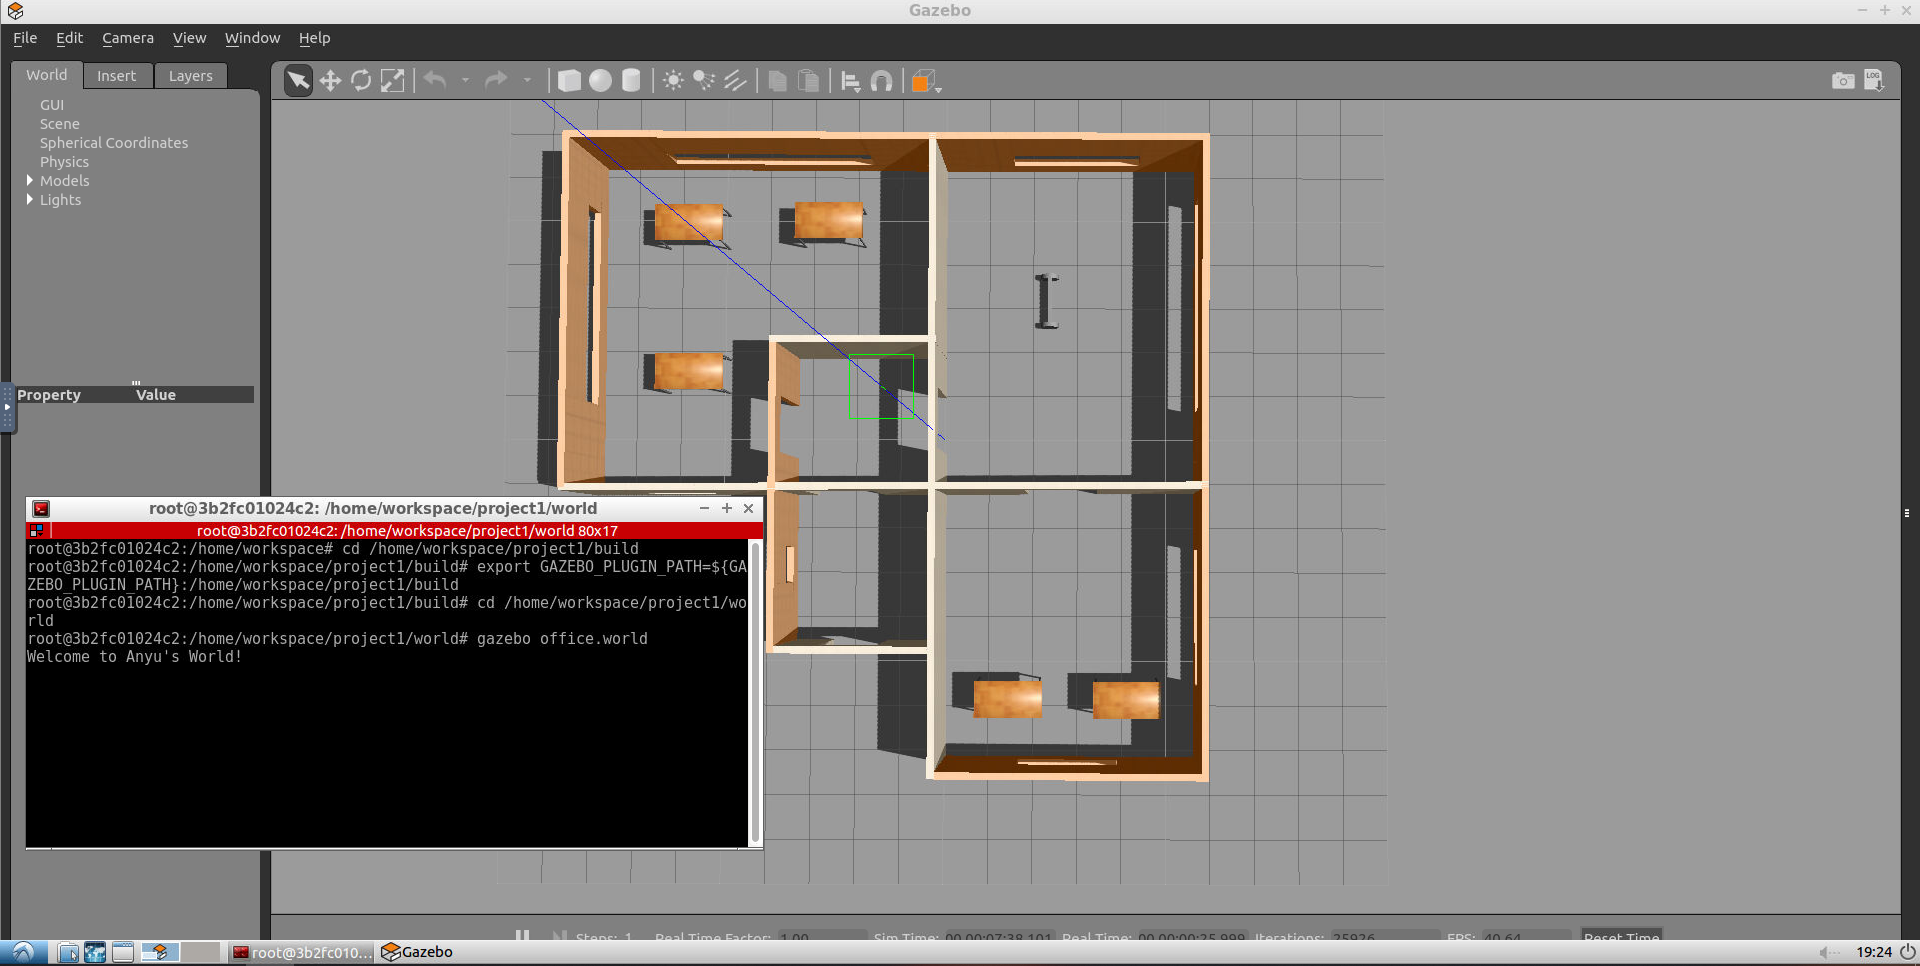 Gazebo
File Edit Camera View Window Help
World Insert Layers
GUI
Scene
Spherical Coordinates
Physics
Models
Lights
Property Value
LOG
root@3b2fc01024c2: /home/workspace/project1/world
root@3b2fc01024c2: /home/workspace/project1/world 80x17
root@3b2fc01024c2:/home/workspace# cd /home/workspace/project1/build
root@3b2fc01024c2:/home/workspace/project1/build# export GAZEBO_PLUGIN_PATH=${GA
ZEBO_PLUGIN_PATH}:/home/workspace/project1/build
root@3b2fc01024c2:/home/workspace/project1/build# cd /home/workspace/project1/wo
rld
root@3b2fc01024c2:/home/workspace/project1/world# gazebo office.world
Welcome to Anyu's World!
Steps: 1 Real Time Factor: 1.00 Sim Time: 00 00:07:38.101 Real Time: 00 00:00:25.999 Iterations: 25926 FPS: 40.64 Reset Time
root@3b2fc010... Gazebo 19:24